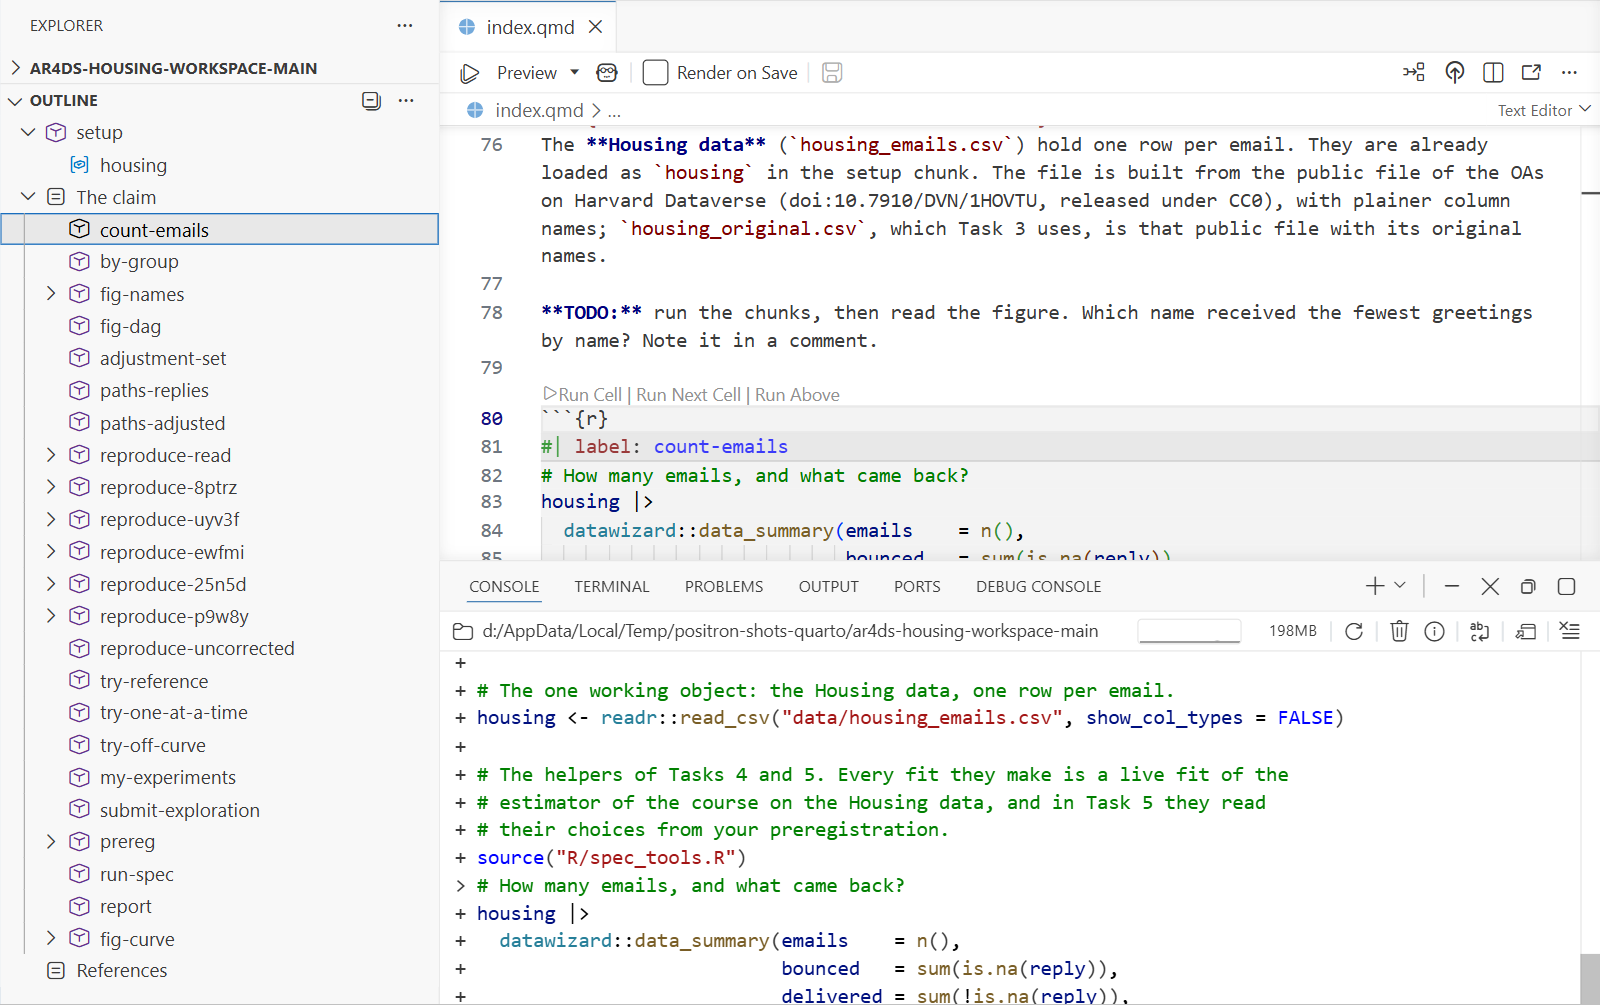 EXPLORER
AR4DS-HOUSING-WORKSPACE-MAIN
OUTLINE
setup
housing
The claim
count-emails
by-group
fig-names
fig-dag
adjustment-set
paths-replies
paths-adjusted
reproduce-read
reproduce-8ptrz
reproduce-uyv3f
reproduce-ewfmi
reproduce-25n5d
reproduce-p9w8y
reproduce-uncorrected
try-reference
try-one-at-a-time
try-off-curve
my-experiments
submit-exploration
prereg
run-spec
report
fig-curve
References
index.qmd
Preview
Render on Save
index.qmd > ...
Text Editor
76 The **Housing data** (`housing_emails.csv`) hold one row per email. They are already
loaded as `housing` in the setup chunk. The file is built from the public file of the OAs
on Harvard Dataverse (doi:10.7910/DVN/1HOVTU, released under CC0), with plainer column
names; `housing_original.csv`, which Task 3 uses, is that public file with its original
names.
77
78 **TODO:** run the chunks, then read the figure. Which name received the fewest greetings
by name? Note it in a comment.
79
Run Cell | Run Next Cell | Run Above
80 ```{r}
81 #| label: count-emails
82 # How many emails, and what came back?
83 housing |>
84 datawizard::data_summary(emails = n(),
85 bounced = sum(is.na(reply))
CONSOLE TERMINAL PROBLEMS OUTPUT PORTS DEBUG CONSOLE
d:/AppData/Local/Temp/positron-shots-quarto/ar4ds-housing-workspace-main 198MB
+
+ # The one working object: the Housing data, one row per email.
+ housing <- readr::read_csv("data/housing_emails.csv", show_col_types = FALSE)
+
+ # The helpers of Tasks 4 and 5. Every fit they make is a live fit of the
+ # estimator of the course on the Housing data, and in Task 5 they read
+ # their choices from your preregistration.
+ source("R/spec_tools.R")
> # How many emails, and what came back?
+ housing |>
+ datawizard::data_summary(emails = n(),
+ bounced = sum(is.na(reply)),
+ delivered = sum(!is.na(reply)),